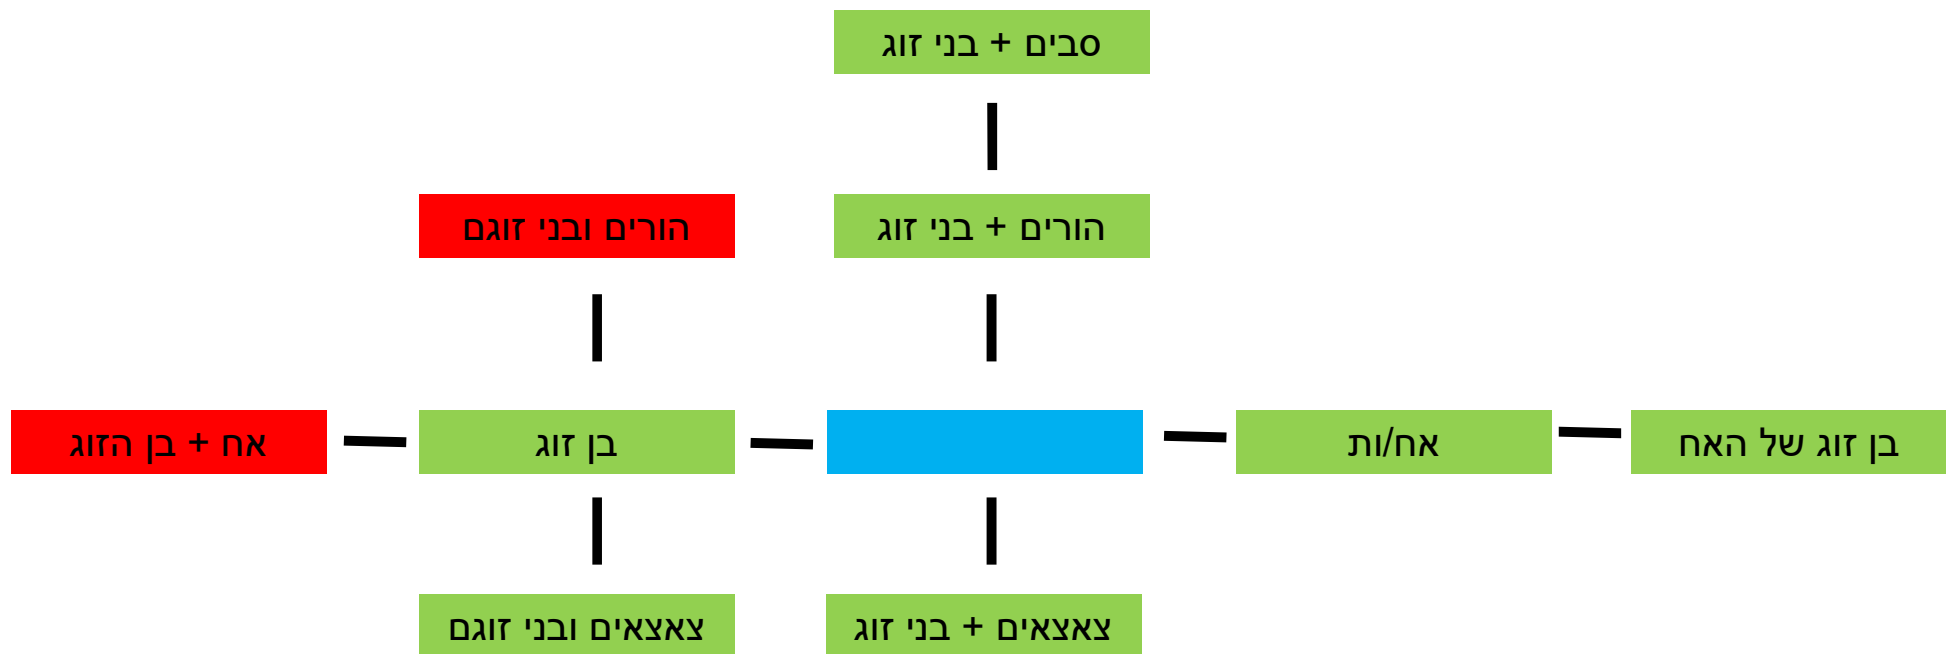 סבים + בני זוג
הורים + בני זוג
הורים ובני זוגם
בן זוג של האח
אח/ות
בן זוג
אח + בן הזוג
צאצאים + בני זוג
צאצאים ובני זוגם